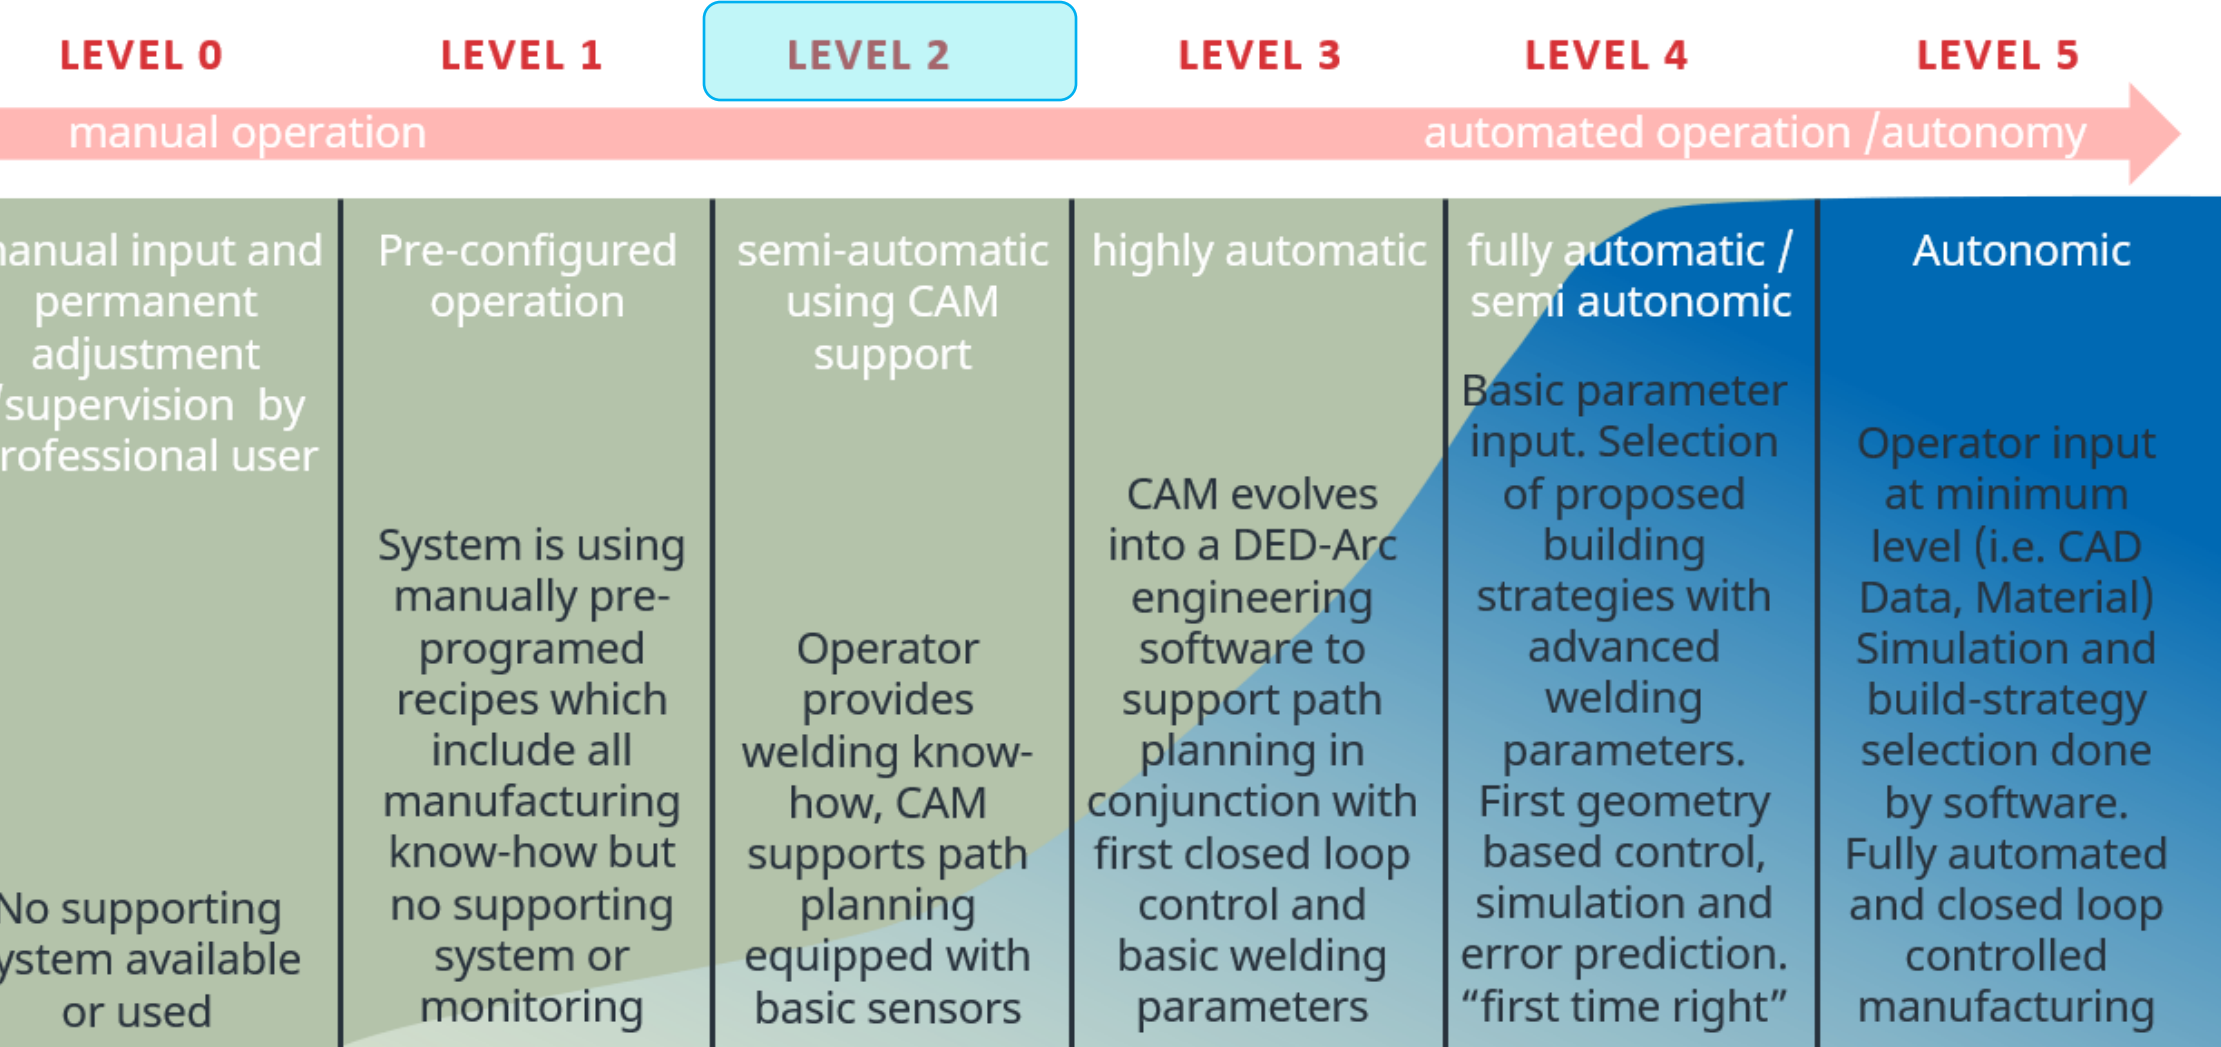 LEVEL 0
LEVEL 1
LEVEL 2
LEVEL 3
LEVEL 4
LEVEL 5
manual operation
automated operation /autonomy
anual input and
permanent
adjustment
/supervision by
rofessional user
No supporting
ystem available
or used
Pre-configured
operation
System is using
manually pre-
programed
recipes which
include all
manufacturing
know-how but
no supporting
system or
monitoring
semi-automatic
using CAM
support
Operator
provides
welding know-
how, CAM
supports path
planning
equipped with
basic sensors
highly automatic
CAM evolves
into a DED-Arc
engineering
software to
support path
planning in
conjunction with
first closed loop
control and
basic welding
parameters
fully automatic /
semi autonomic
Basic parameter
input. Selection
of proposed
building
strategies with
advanced
welding
parameters.
First geometry
based control,
simulation and
error prediction.
“first time right”
Autonomic
Operator input
at minimum
level (i.e. CAD
Data, Material)
Simulation and
build-strategy
selection done
by software.
Fully automated
and closed loop
controlled
manufacturing